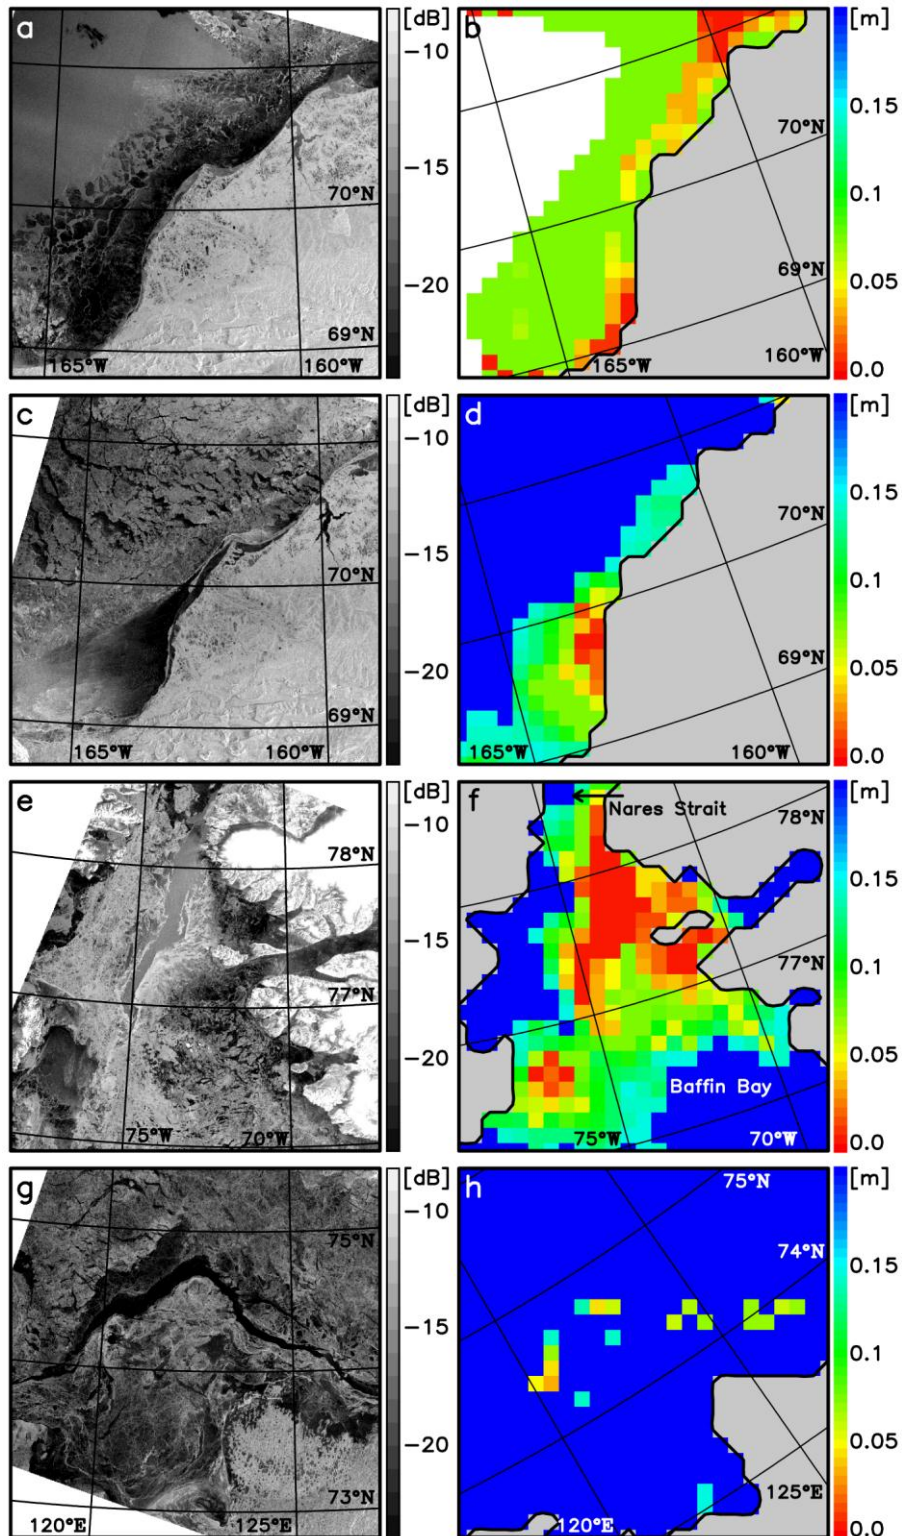 a
[dB]
-10
-15
-20
70°N
69°N
165°W
160°W
b
[m]
0.15
0.1
0.05
0.0
70°N
69°N
165°W
160°W
c
[dB]
-10
-15
-20
70°N
69°N
165°W
160°W
d
[m]
0.15
0.1
0.05
0.0
70°N
69°N
165°W
160°W
e
[dB]
-10
-15
-20
78°N
77°N
75°W
70°W
f
Nares Strait
[m]
0.15
0.1
0.05
0.0
78°N
77°N
Baffin Bay
75°W
70°W
g
[dB]
-10
-15
-20
75°N
73°N
120°E
125°E
h
[m]
0.15
0.1
0.05
0.0
75°N
74°N
125°E
120°E